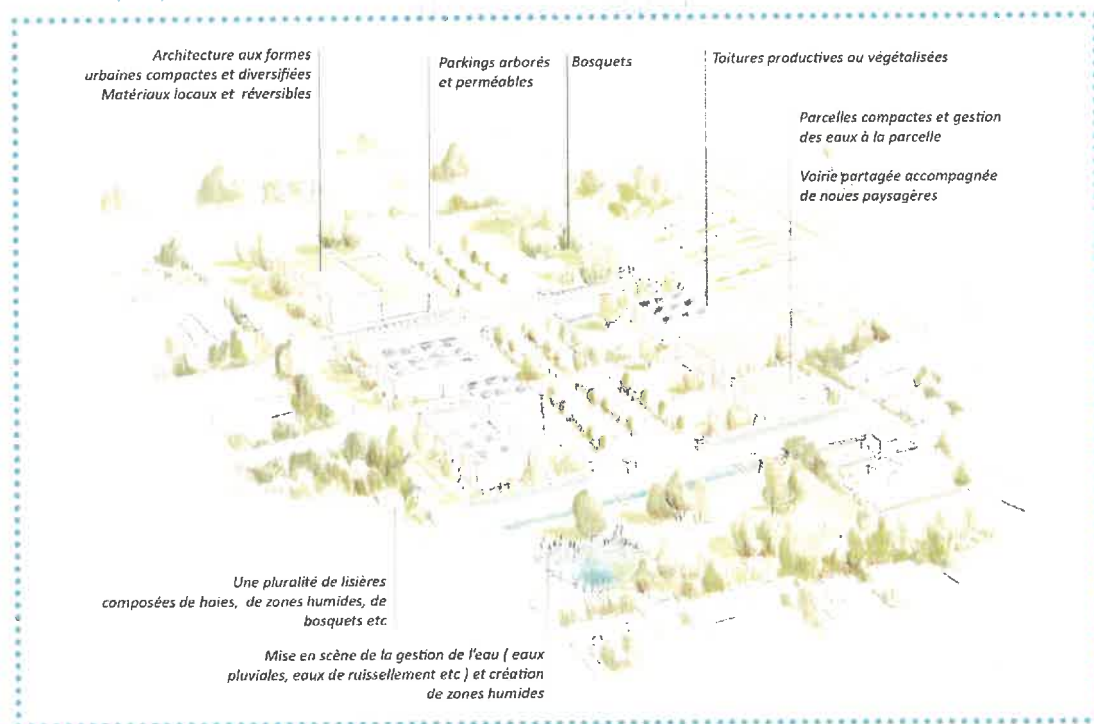 Architecture aux formes
urbaines compactes et diversifiées
Matériaux locaux et réversibles
Parkings arborés
et perméables
Bosquets
Toitures productives ou végétalisées
Parcelles compactes et gestion
des eaux à la parcelle
Voirie partagée accompagnée
de noues paysagères
Une pluralité de lisières
composées de haies, de zones humides, de
bosquets etc
Mise en scène de la gestion de l'eau ( eaux
pluviales, eaux de ruissellement etc ) et création
de zones humides